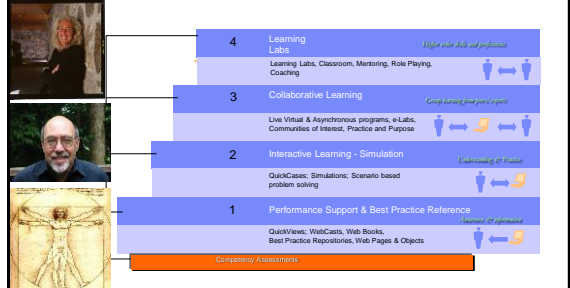 4
Learning
Labs
Higher order skills and proficiencies
Learning Labs, Classroom, Mentoring, Role Playing,
Coaching
3
Collaborative Learning
Group learning from peers/ experts
Live Virtual & Asynchronous programs, e-Labs,
Communities of Interest, Practice and Purpose
2
Interactive Learning - Simulation
Understanding & Practice
QuickCases; Simulations; Scenario based
problem solving
1
Performance Support & Best Practice Reference
Awareness & information
QuickViews; WebCasts, Web Books,
Best Practice Repositories, Web Pages & Objects
Competency Assessments